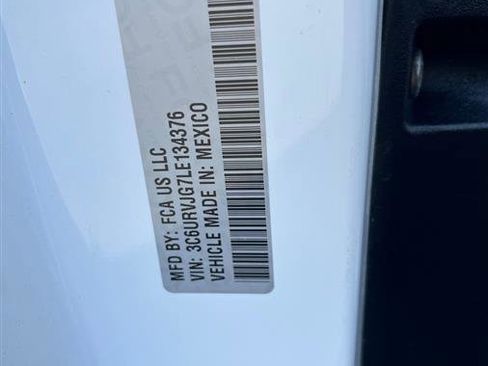 MFD BY: FCA US LLC
VIN: 3C6URVJG7LE134376
VEHICLE MADE IN: MEXICO